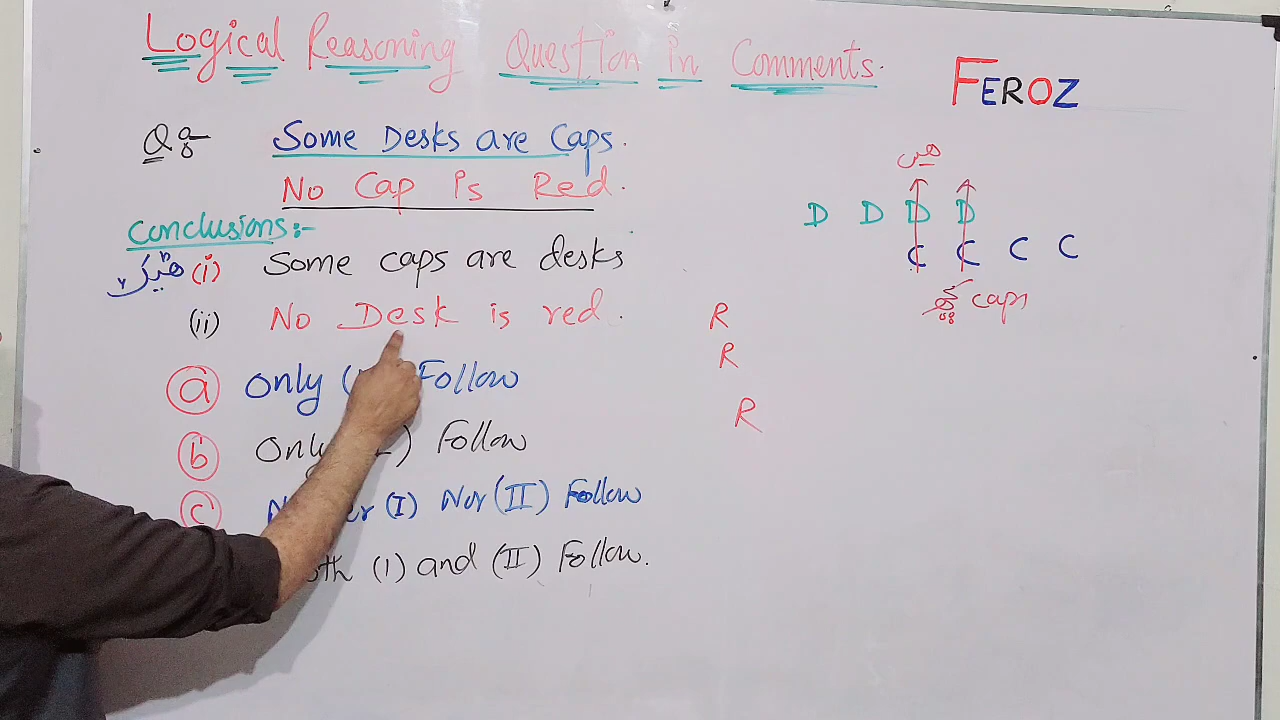 Logical Reasoning Question in Comments.
FEROZ
Q:- Some Desks are Caps.
No Cap is Red.
Conclusions:-
(i) Some caps are desks
(ii) No Desk is red.
(a) Only Follow
(b) Only Follow
(c) (I) Nor (II) Follow
(I) and (II) Follow.
ہیں
D D D D
C C C C
caps
R
R
R